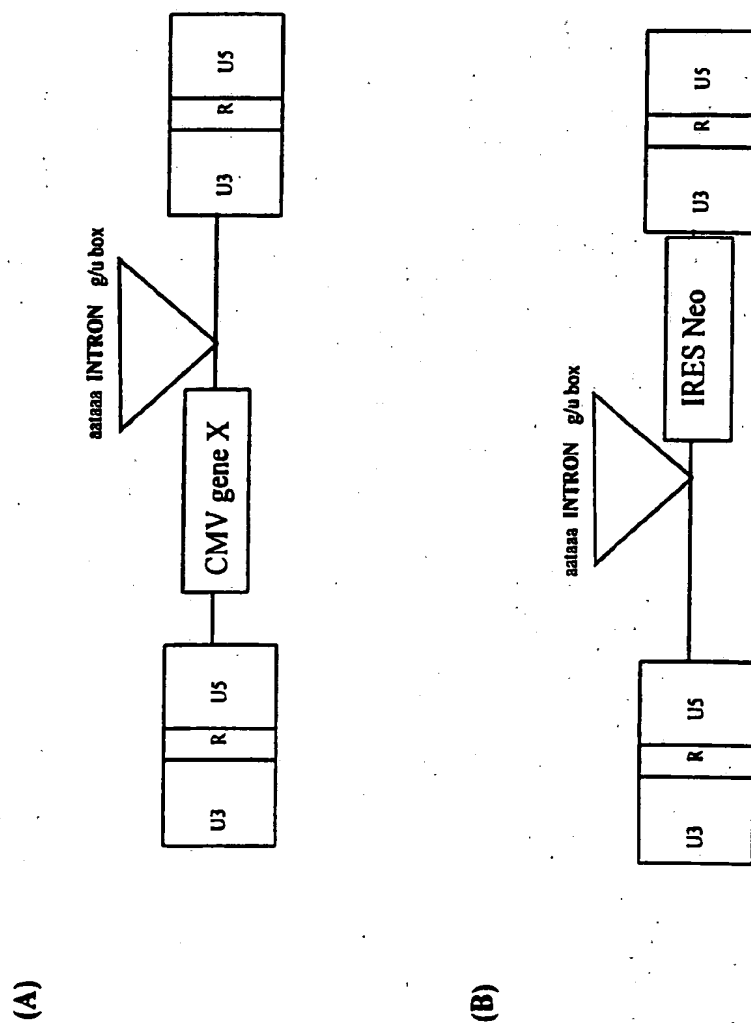 (A)
aataaa INTRON g/u box
U3 R U5
CMV gene X
U3 R U5
(B)
aataaa INTRON g/u box
U3 R U5
IRES Neo
U3 R U5